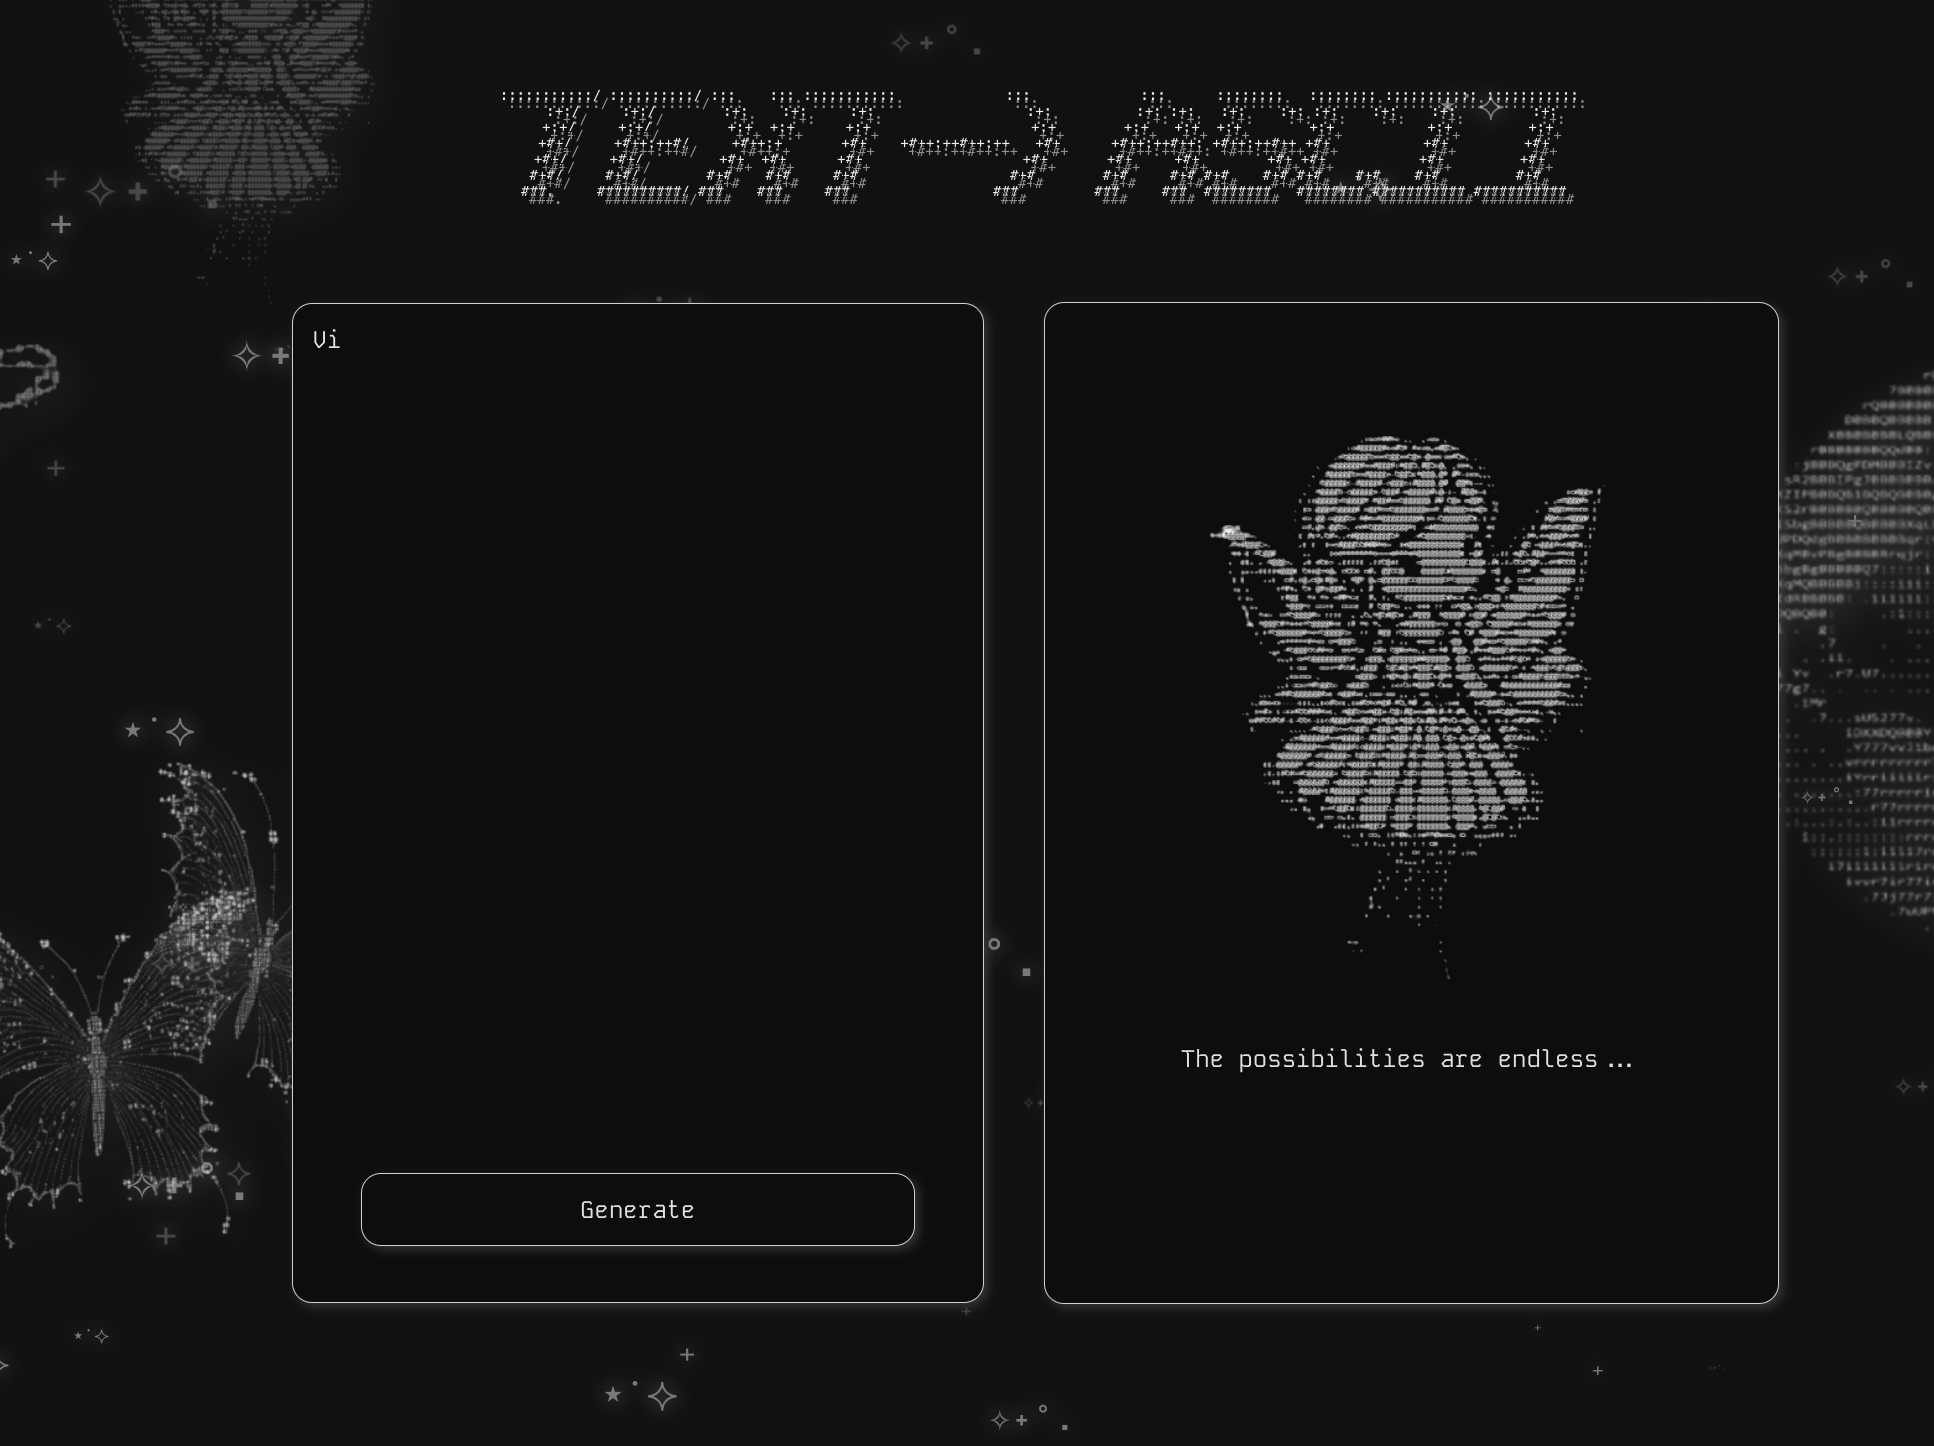 TEXT-> ASCII
Vi
The possibilities are endless...
Generate